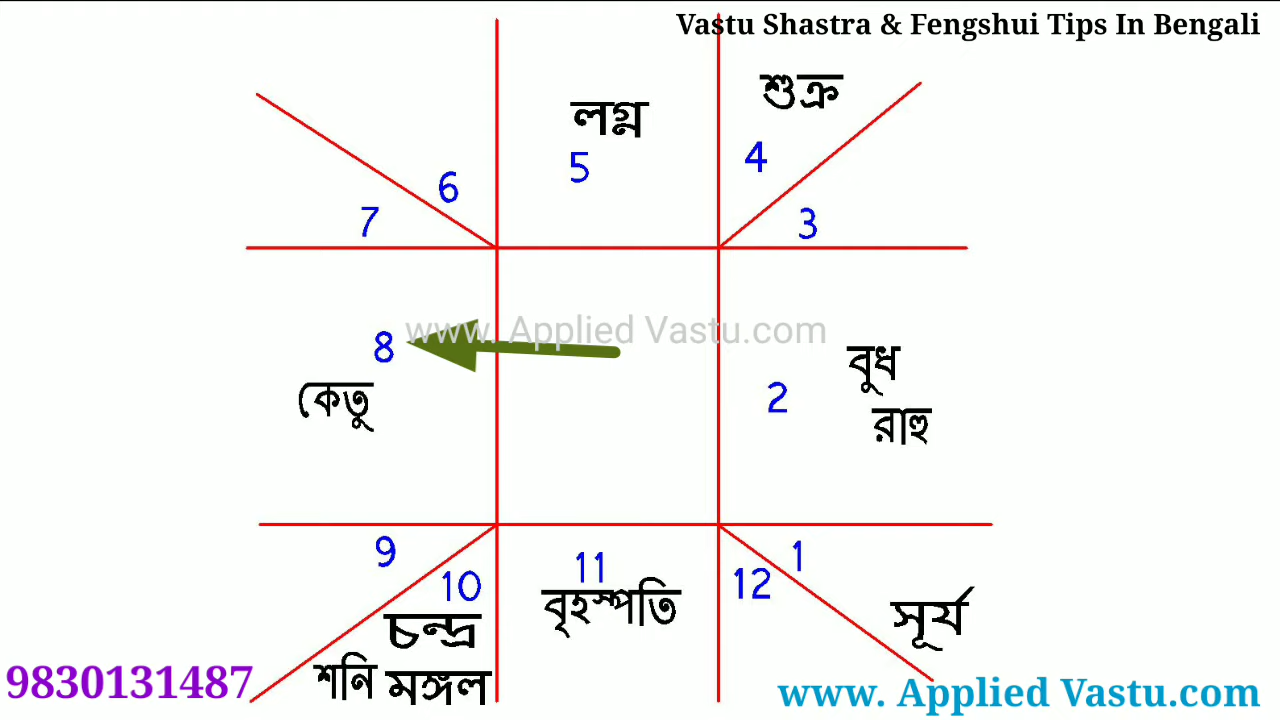 Vastu Shastra & Fengshui Tips In Bengali
শুক্র
লগ্ন
4
5
6
7
3
www. Applied Vastu.com
8
বুধ
কেতু
2
রাহু
9
11
1
10
12
বৃহস্পতি
চন্দ্র
সূর্য
শনি মঙ্গল
9830131487
www. Applied Vastu.com